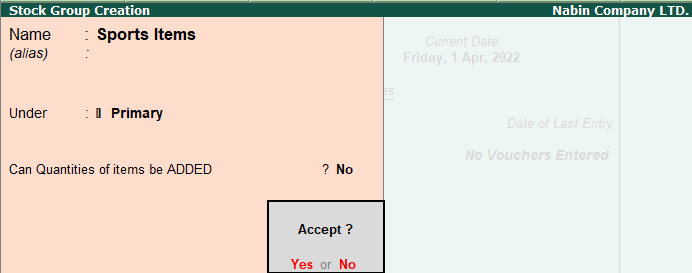 Stock Group Creation Nabin Company LTD.
Name : Sports Items
(alias) :
Current Date
Friday, 1 Apr, 2022
es
Under : Primary
Date of Last Entry
No Vouchers Entered
Can Quantities of items be ADDED ? No
Accept ?
Yes or No